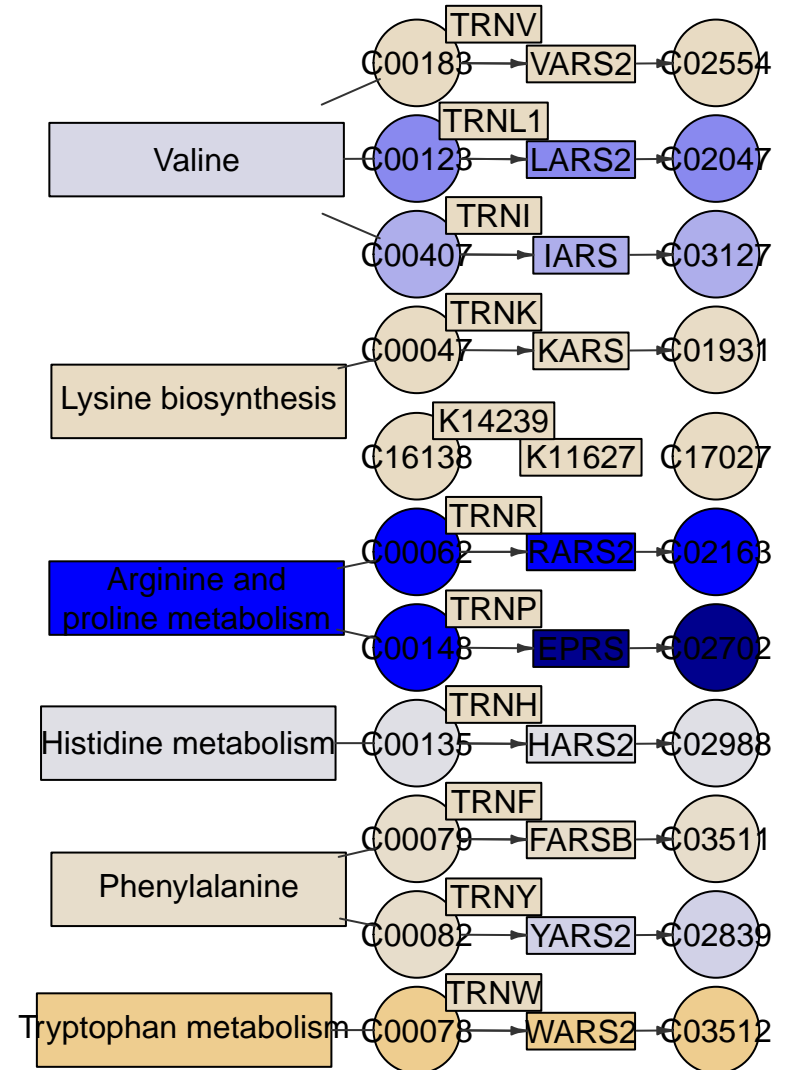 TRNV
C00183 VARS2 C02554
TRNL1
Valine C00123 LARS2 C02047
TRNI
C00407 IARS C03127
TRNK
C00047 KARS C01931
Lysine biosynthesis
K14239
C16138 K11627 C17027
TRNR
C00062 RARS2 C02163
Arginine and
proline metabolism
TRNP
C00148 EPRS C02702
TRNH
Histidine metabolism C00135 HARS2 C02988
TRNF
C00079 FARSB C03511
Phenylalanine
TRNY
C00082 YARS2 C02839
TRNW
Tryptophan metabolism C00078 WARS2 C03512